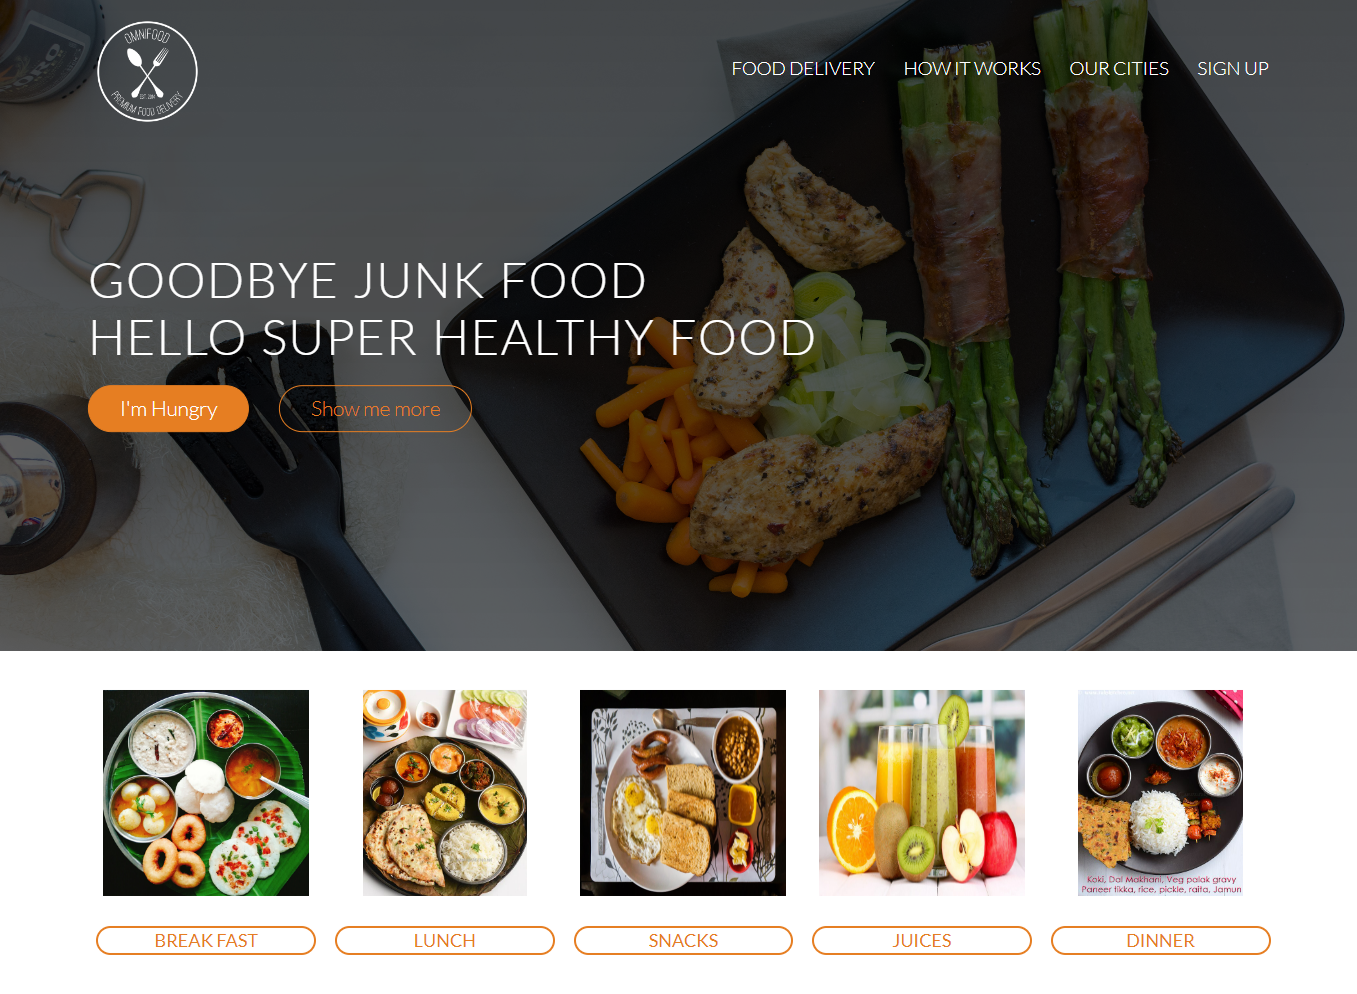 OMNIFOOD
PREMIUM FOOD DELIVERY
FOOD DELIVERY
HOW IT WORKS
OUR CITIES
SIGN UP
GOODBYE JUNK FOOD
HELLO SUPER HEALTHY FOOD
I'm Hungry
Show me more
Koki, Dal Makhani, Veg palak gravy
Paneer tikka, rice, pickle, raita, Jamun
BREAK FAST
LUNCH
SNACKS
JUICES
DINNER